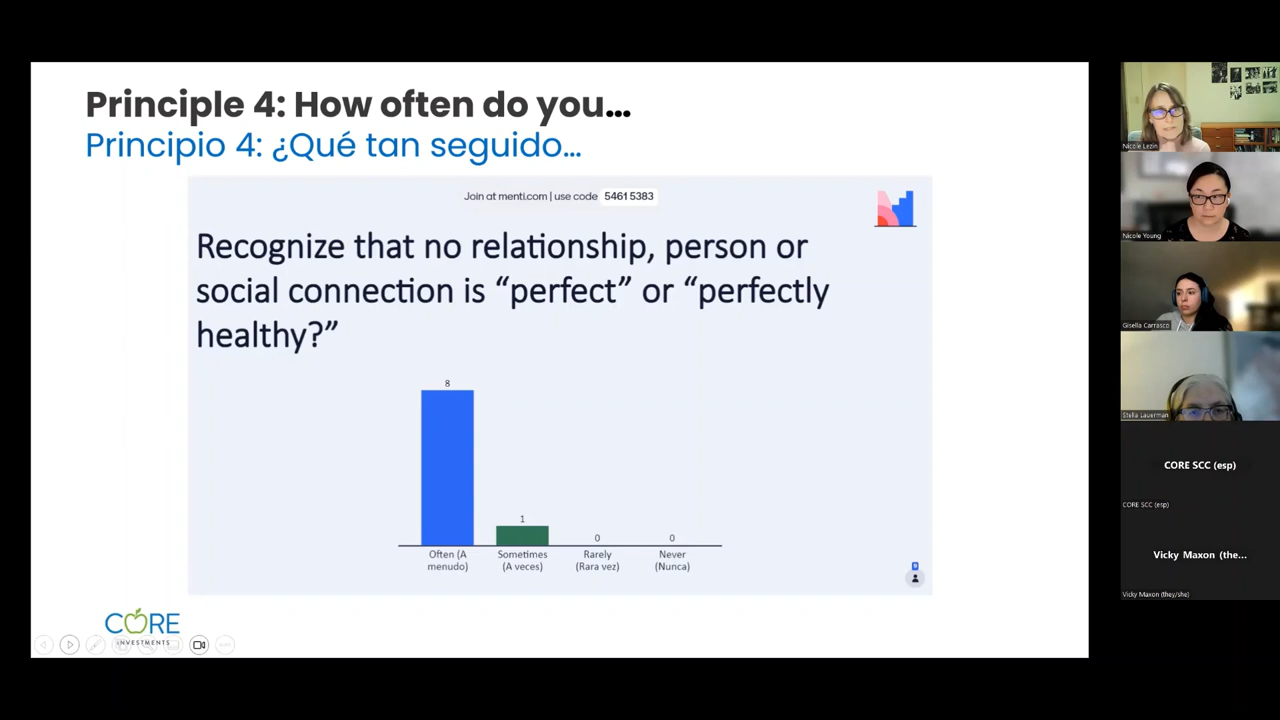 Principle 4: How often do you...
Principio 4: ¿Qué tan seguido...
Join at menti.com | use code 5461 5383
Recognize that no relationship, person or
social connection is “perfect” or “perfectly
healthy?”
8
1
0
0
Often (A
menudo)
Sometimes
(A veces)
Rarely
(Rara vez)
Never
(Nunca)
9
CORE
INVESTMENTS
Nicole Lezin
Nicole Young
Gisella Carrasco
Stella Lauerman
CORE SCC (esp)
CORE SCC (esp)
Vicky Maxon (the...
Vicky Maxon (they/she)